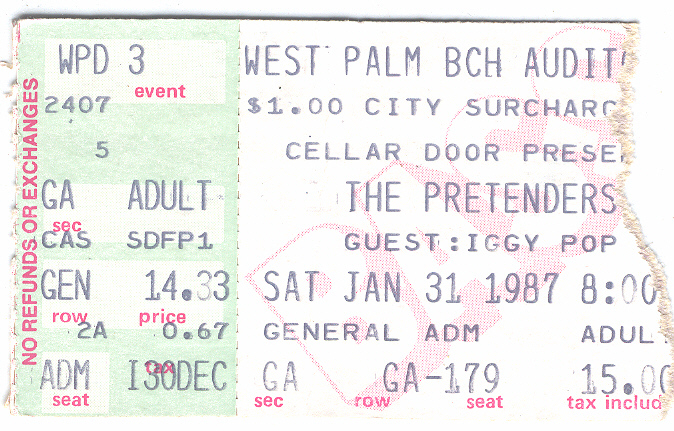 NO REFUNDS OR EXCHANGES
WPD 3
event
2407
5
GA ADULT
sec
CAS SDFP1
GEN 14.33
row price
2A 0.67
tax
ADM I30DEC
seat
WEST PALM BCH AUDIT
$1.00 CITY SURCHARG
CELLAR DOOR PRESE
THE PRETENDERS
GUEST:IGGY POP
SAT JAN 31 1987 8:00
GENERAL ADM ADUL
GA GA-179 15.00
sec row seat tax includ